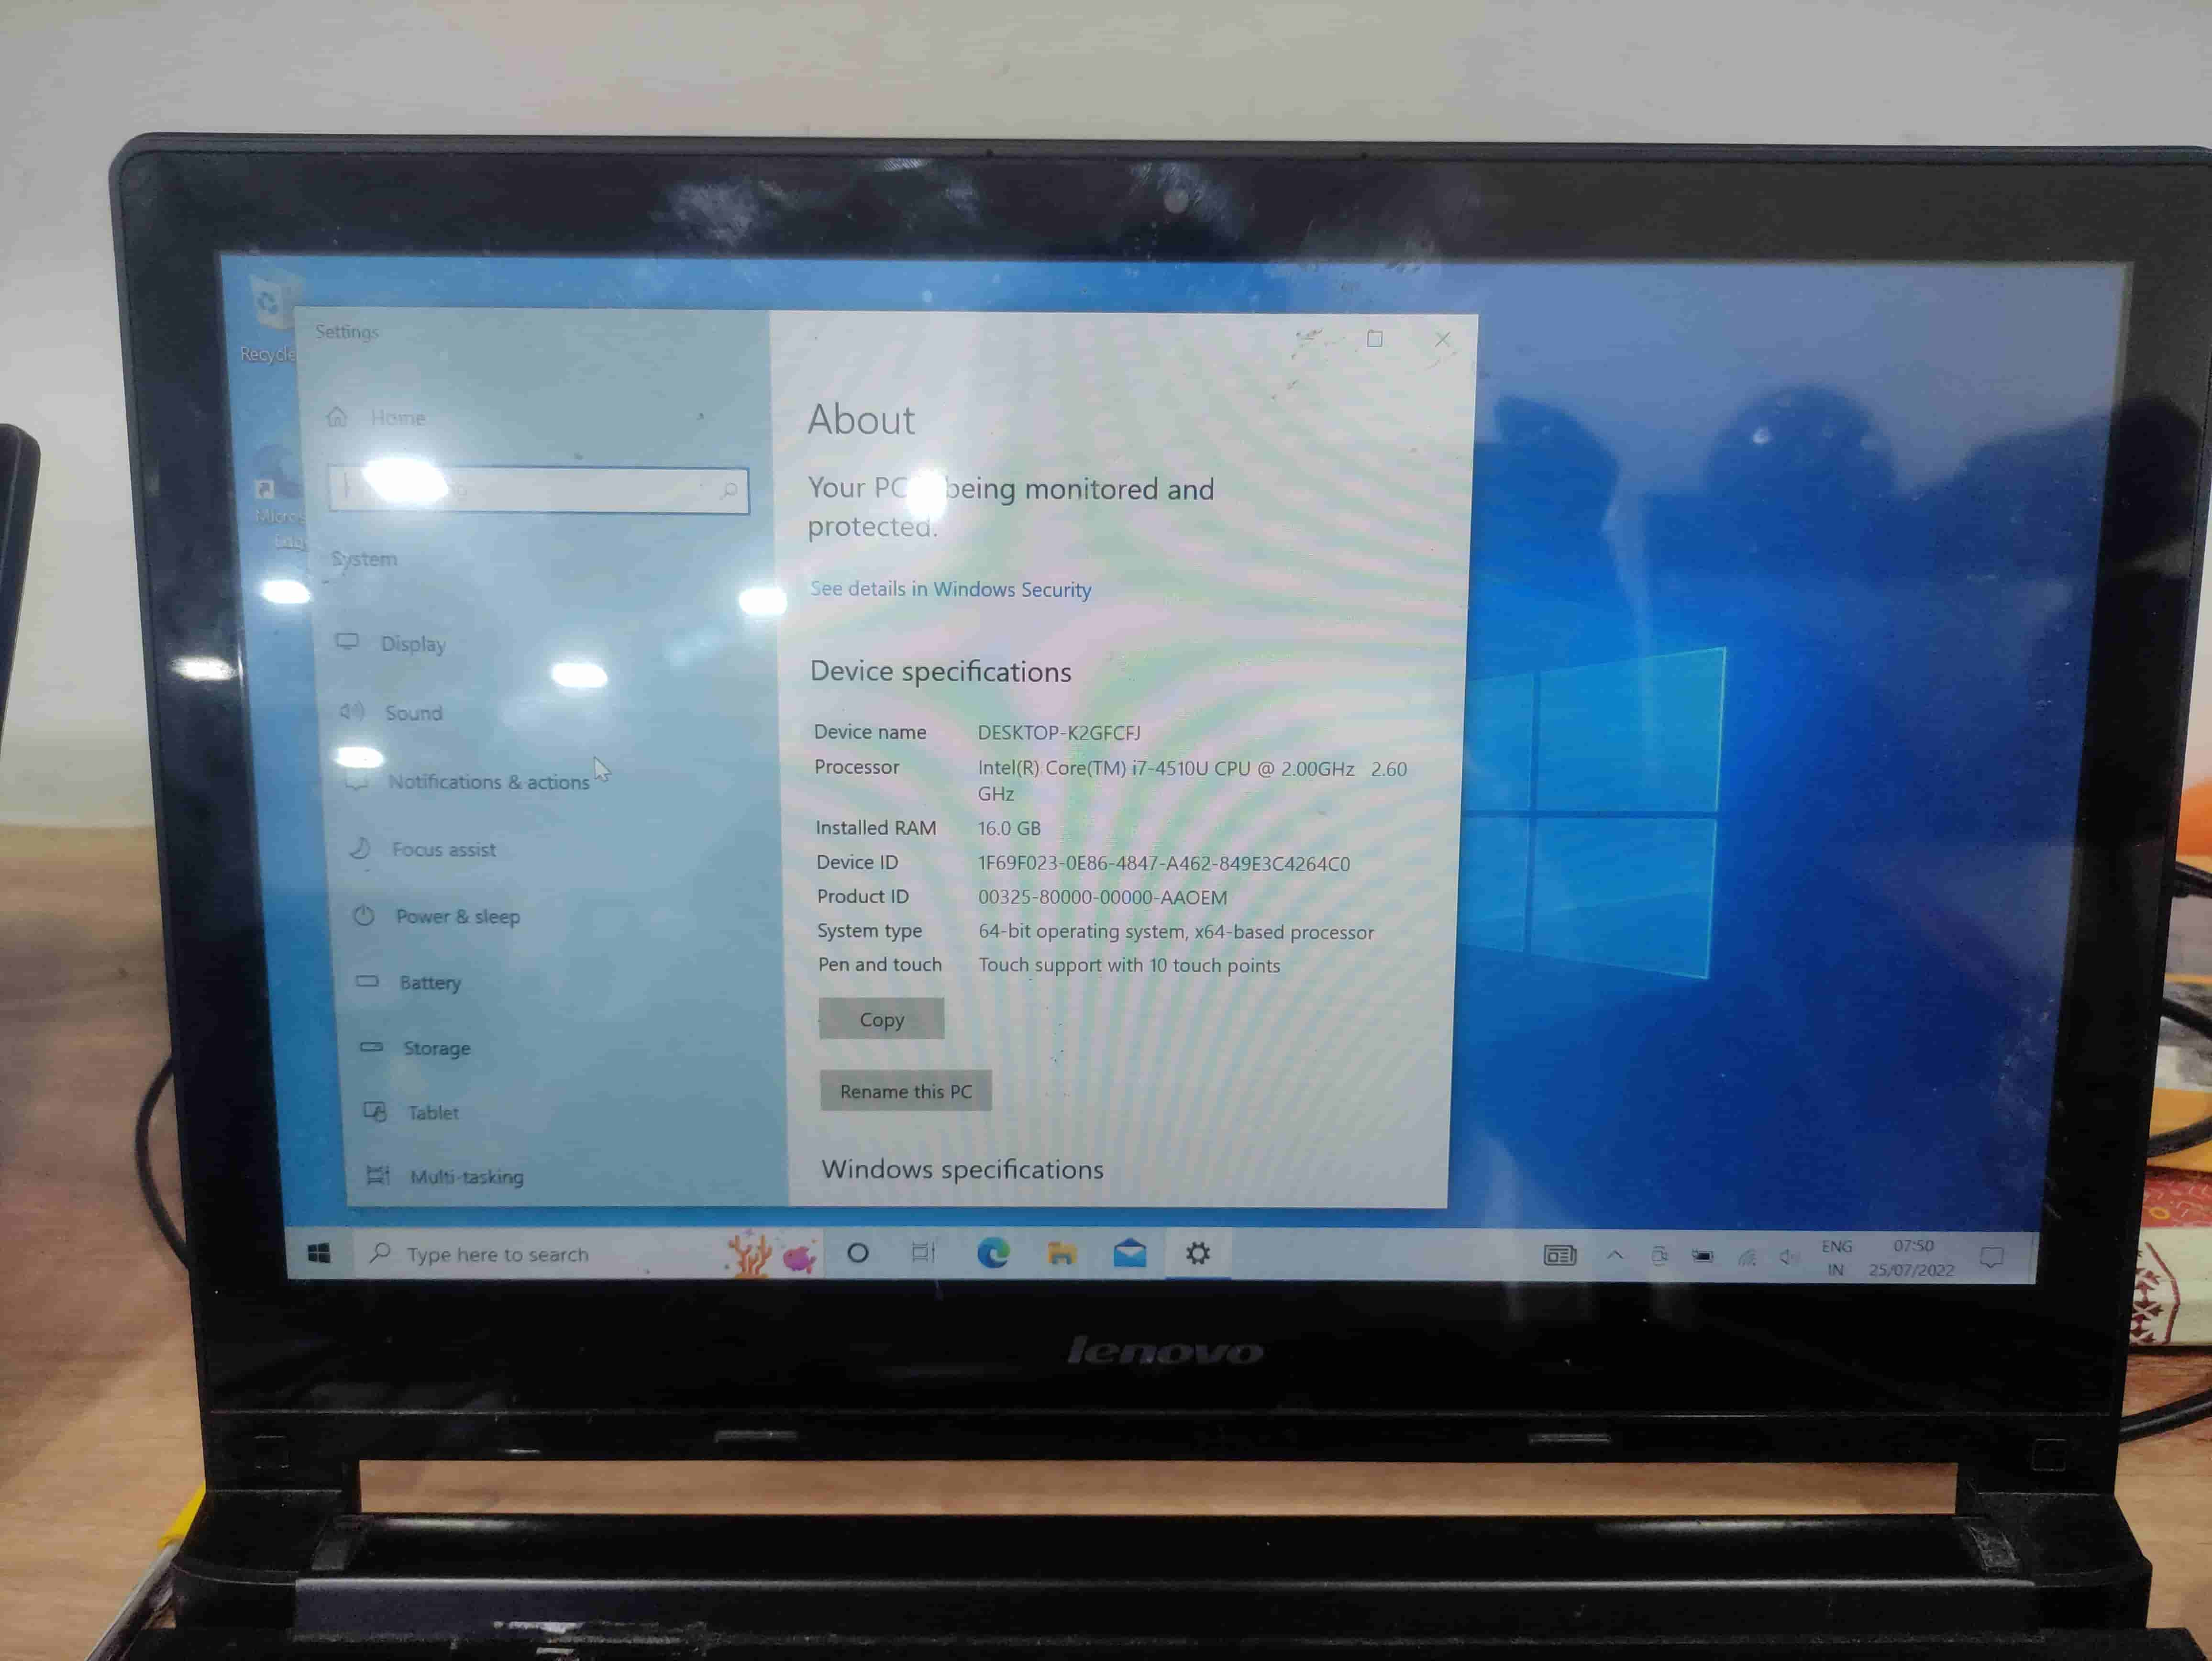 Settings
Home
System
Display
Sound
Notifications & actions
Focus assist
Power & sleep
Battery
Storage
Tablet
Multi-tasking
About
Your PC being monitored and
protected.
See details in Windows Security
Device specifications
Device name DESKTOP-K2GFCFJ
Processor Intel(R) Core(TM) i7-4510U CPU @ 2.00GHz 2.60
GHz
Installed RAM 16.0 GB
Device ID 1F69F023-0E86-4847-A462-849E3C4264C0
Product ID 00325-80000-00000-AAOEM
System type 64-bit operating system, x64-based processor
Pen and touch Touch support with 10 touch points
Copy
Rename this PC
Windows specifications
Type here to search
ENG
IN
07:50
25/07/2022
lenovo